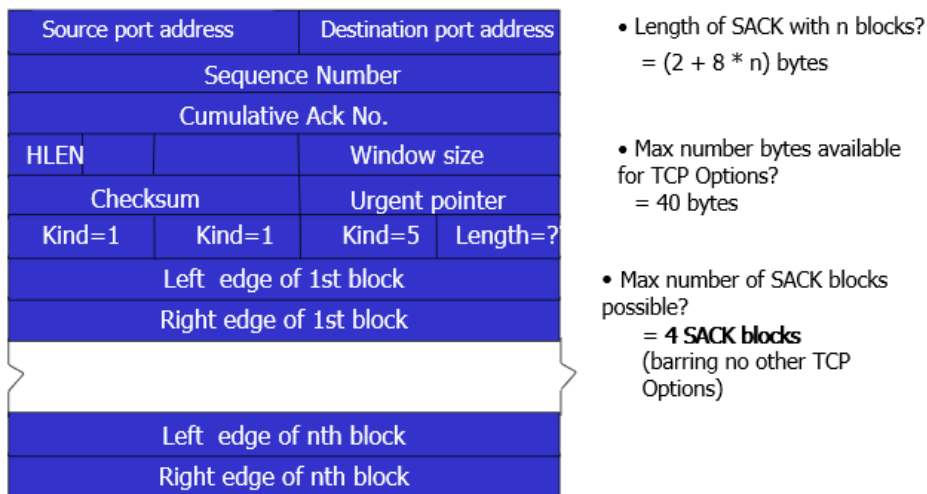 Source port address Destination port address
Sequence Number
Cumulative Ack No.
HLEN Window size
Checksum Urgent pointer
Kind=1 Kind=1 Kind=5 Length=?
Left edge of 1st block
Right edge of 1st block
Left edge of nth block
Right edge of nth block
• Length of SACK with n blocks?
= (2 + 8 * n) bytes
• Max number bytes available
for TCP Options?
= 40 bytes
• Max number of SACK blocks
possible?
= 4 SACK blocks
(barring no other TCP
Options)